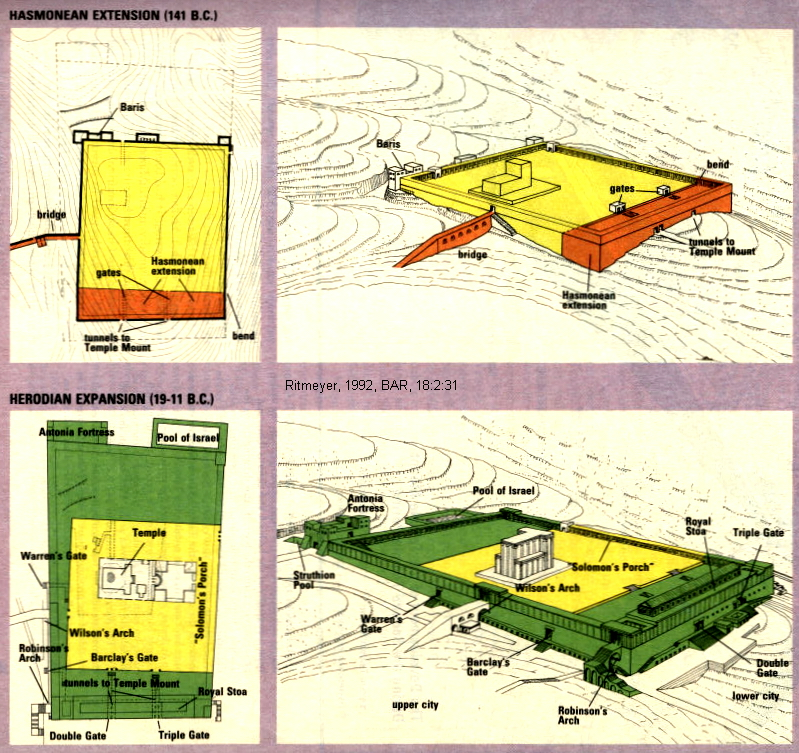 HASMONEAN EXTENSION (141 B.C.)
Baris
bridge
gates
Hasmonean
extension
tunnels to
Temple Mount
bend
Baris
bend
gates
bridge
tunnels to
Temple Mount
Hasmonean
extension
Ritmeyer, 1992, BAR, 18:2:31
HERODIAN EXPANSION (19-11 B.C.)
Antonia Fortress
Pool of Israel
Temple
Warren's Gate
"Solomon's Porch"
Wilson's Arch
Robinson's
Arch
Barclay's Gate
tunnels to Temple Mount
Royal Stoa
Double Gate
Triple Gate
Antonia
Fortress
Pool of Israel
Royal
Stoa
Triple Gate
"Solomon's Porch"
Struthion
Pool
Wilson's Arch
Warren's
Gate
Barclay's
Gate
Double
Gate
upper city
Robinson's
Arch
lower city